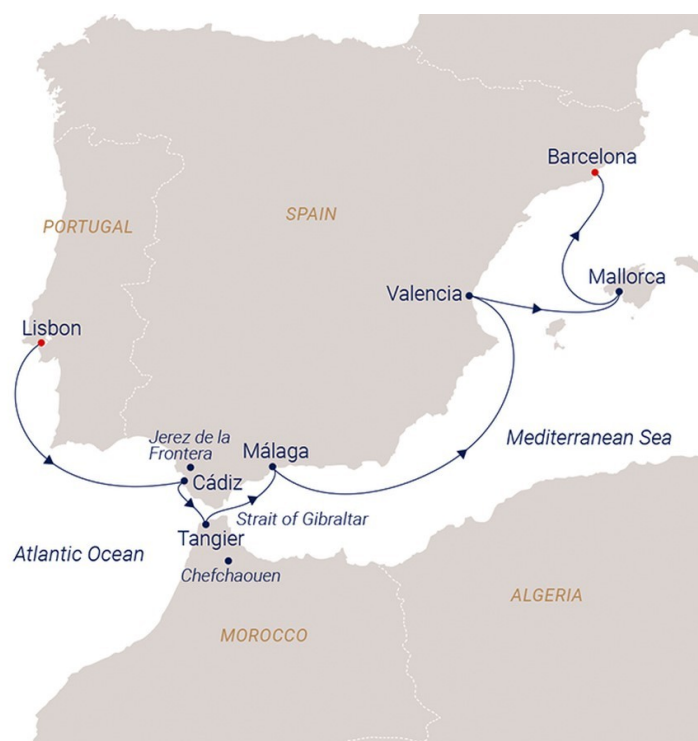 Barcelona
SPAIN
PORTUGAL
Mallorca
Valencia
Lisbon
Jerez de la
Frontera
Málaga
Mediterranean Sea
Cádiz
Strait of Gibraltar
Tangier
Atlantic Ocean
Chefchaouen
ALGERIA
MOROCCO